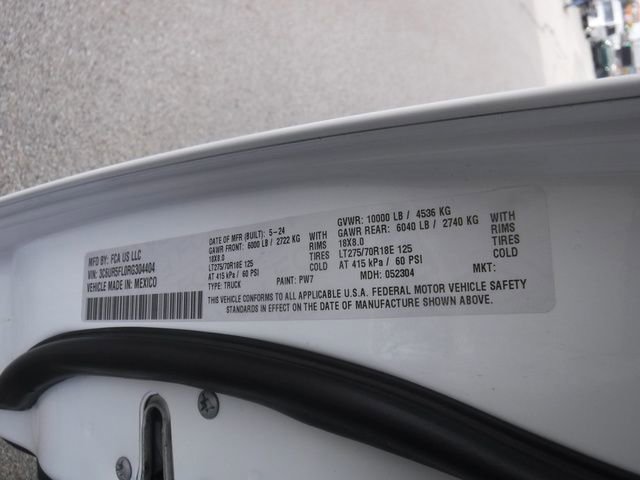 MFD BY: FCA US LLC
VIN: 3C6UR5FL0RG304404
VEHICLE MADE IN: MEXICO
DATE OF MFR (BUILT): 5-24
GAWR FRONT: 6000 LB / 2722 KG WITH
18X8.0 RIMS
LT275/70R18E 125 TIRES
AT 415 kPa / 60 PSI COLD
TYPE: TRUCK PAINT: PW7
GVWR: 10000 LB / 4536 KG
GAWR REAR: 6040 LB / 2740 KG WITH
18X8.0 RIMS
LT275/70R18E 125 TIRES
AT 415 kPa / 60 PSI COLD
MDH: 052304 MKT:
THIS VEHICLE CONFORMS TO ALL APPLICABLE U.S.A. FEDERAL MOTOR VEHICLE SAFETY
STANDARDS IN EFFECT ON THE DATE OF MANUFACTURE SHOWN ABOVE.